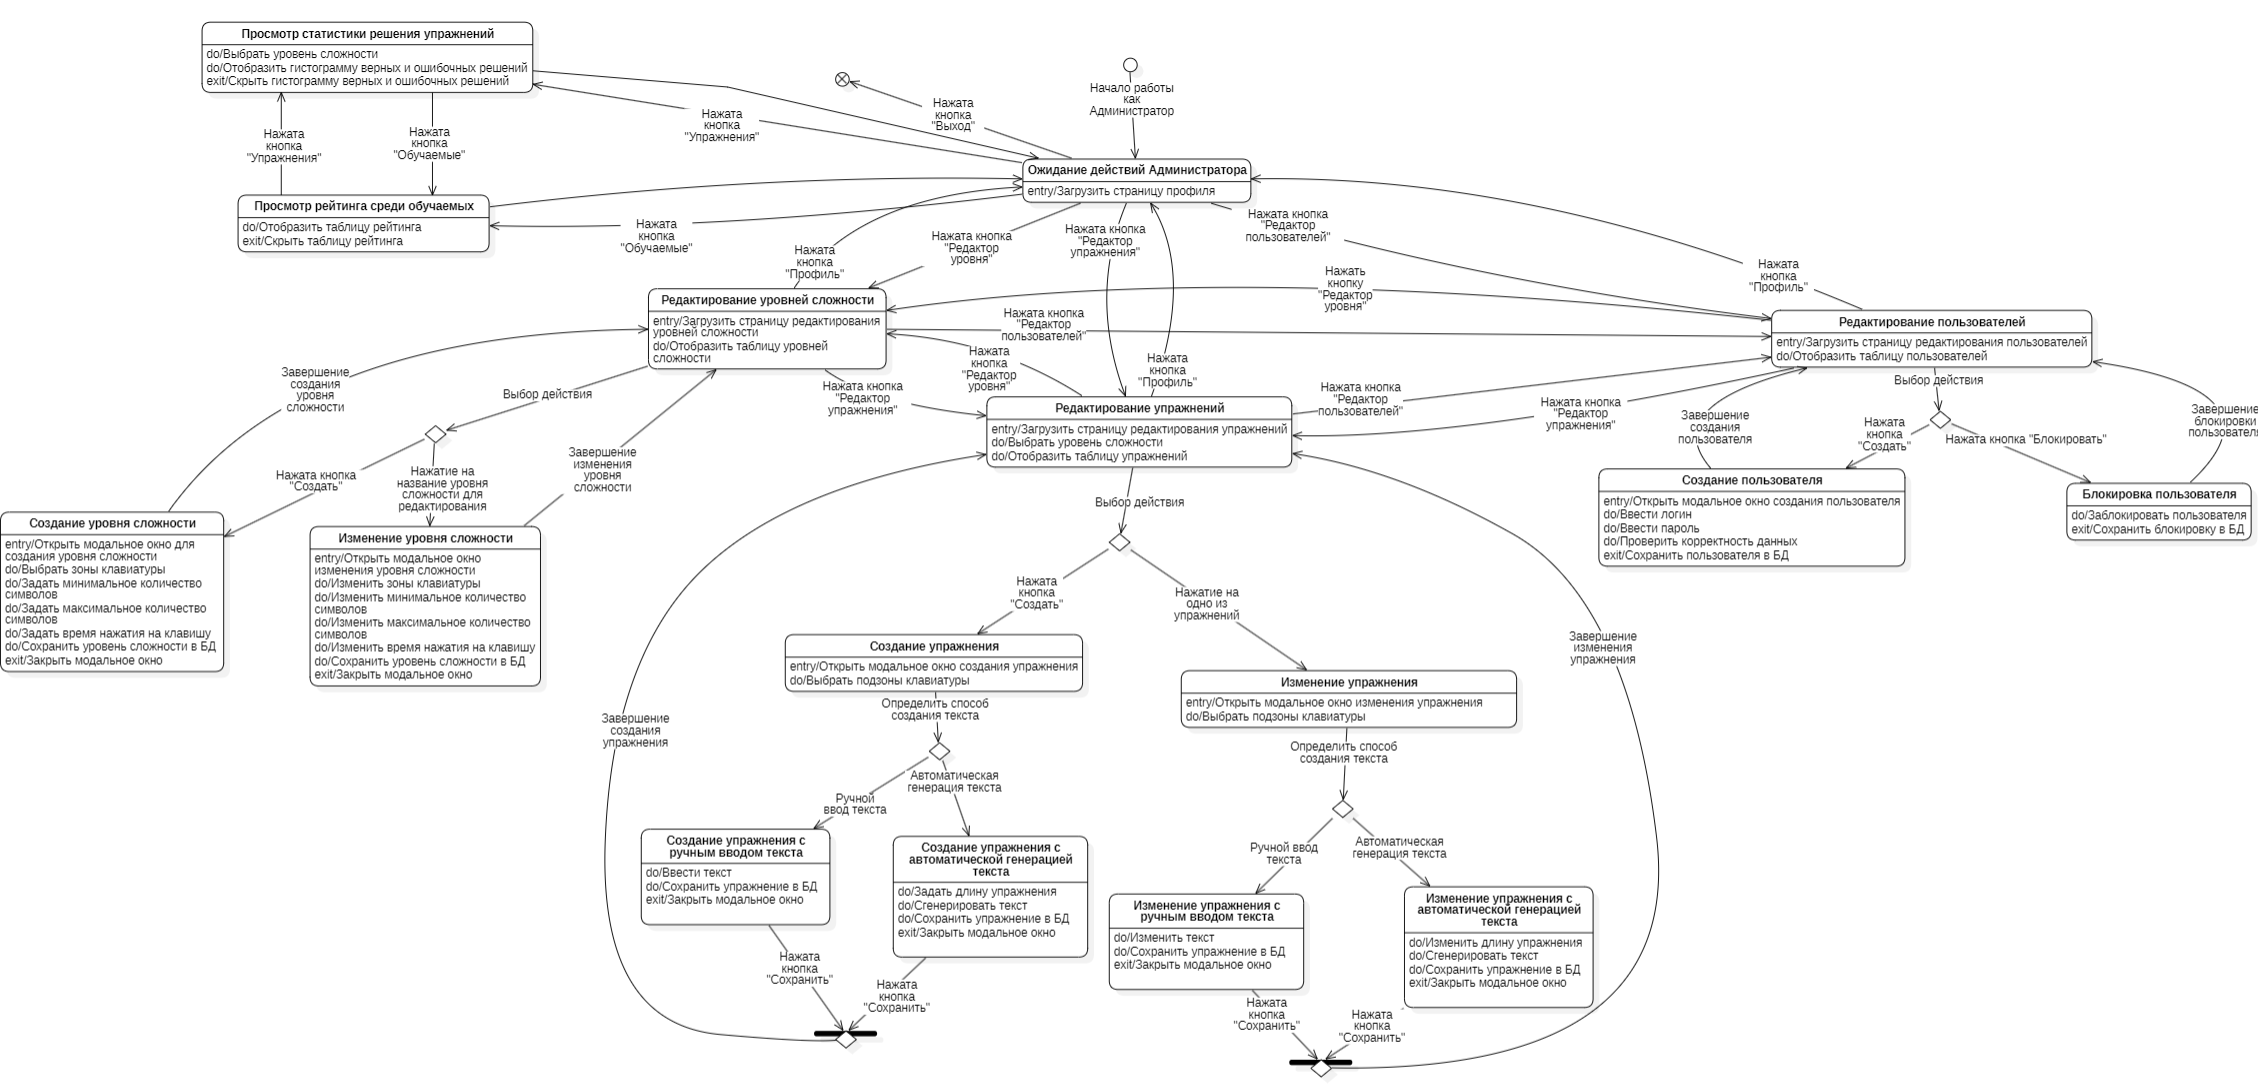 Просмотр статистики решения упражнений
do/Выбрать уровень сложности
do/Отобразить гистограмму верных и ошибочных решений
exit/Скрыть гистограмму верных и ошибочных решений
Нажата
кнопка
"Упражнения"
Нажата
кнопка
"Обучаемые"
Нажата
кнопка
"Упражнения"
Нажата
кнопка
"Выход"
Начало работы
как
Администратор
Ожидание действий Администратора
entry/Загрузить страницу профиля
Просмотр рейтинга среди обучаемых
do/Отобразить таблицу рейтинга
exit/Скрыть таблицу рейтинга
Нажата
кнопка
"Обучаемые"
Нажата
кнопка
"Профиль"
Нажата кнопка
"Редактор
уровня"
Нажата кнопка
"Редактор
упражнения"
Нажата кнопка
"Редактор
пользователей"
Нажать
кнопку
"Редактор
уровня"
Нажата
кнопка
"Профиль"
Редактирование уровней сложности
entry/Загрузить страницу редактирования
уровней сложности
do/Отобразить таблицу уровней
сложности
Нажата кнопка
"Редактор
пользователей"
Нажата
кнопка
"Редактор
уровня"
Нажата
кнопка
"Профиль"
Редактирование пользователей
entry/Загрузить страницу редактирования пользователей
do/Отобразить таблицу пользователей
Завершение
создания
уровня
сложности
Выбор действия
Нажата кнопка
"Редактор
упражнения"
Редактирование упражнений
entry/Загрузить страницу редактирования упражнений
do/Выбрать уровень сложности
do/Отобразить таблицу упражнений
Нажата кнопка
"Редактор
пользователей"
Нажата кнопка
"Редактор
упражнения"
Выбор действия
Завершение
создания
пользователя
Нажата
кнопка
"Создать"
Нажата кнопка "Блокировать"
Завершение
блокировки
пользователя
Нажата кнопка
"Создать"
Нажатие на
название уровня
сложности для
редактирования
Завершение
изменения
уровня
сложности
Создание пользователя
entry/Открыть модальное окно создания пользователя
do/Ввести логин
do/Ввести пароль
do/Проверить корректность данных
exit/Сохранить пользователя в БД
Блокировка пользователя
do/Заблокировать пользователя
exit/Сохранить блокировку в БД
Создание уровня сложности
entry/Открыть модальное окно для
создания уровня сложности
do/Выбрать зоны клавиатуры
do/Задать минимальное количество
символов
do/Задать максимальное количество
символов
do/Задать время нажатия на клавишу
do/Сохранить уровень сложности в БД
exit/Закрыть модальное окно
Изменение уровня сложности
entry/Открыть модальное окно
изменения уровня сложности
do/Изменить зоны клавиатуры
do/Изменить минимальное количество
символов
do/Изменить максимальное количество
символов
do/Изменить время нажатия на клавишу
do/Сохранить уровень сложности в БД
exit/Закрыть модальное окно
Выбор действия
Нажата
кнопка
"Создать"
Нажатие на
одно из
упражнений
Создание упражнения
entry/Открыть модальное окно создания упражнения
do/Выбрать подзоны клавиатуры
Изменение упражнения
entry/Открыть модальное окно изменения упражнения
do/Выбрать подзоны клавиатуры
Завершение
изменения
упражнения
Завершение
создания
упражнения
Определить способ
создания текста
Определить способ
создания текста
Ручной
ввод текста
Автоматическая
генерация текста
Ручной ввод
текста
Автоматическая
генерация текста
Создание упражнения с
ручным вводом текста
do/Ввести текст
do/Сохранить упражнение в БД
exit/Закрыть модальное окно
Создание упражнения с
автоматической генерацией
текста
do/Задать длину упражнения
do/Сгенерировать текст
do/Сохранить упражнение в БД
exit/Закрыть модальное окно
Изменение упражнения с
ручным вводом текста
do/Изменить текст
do/Сохранить упражнение в БД
exit/Закрыть модальное окно
Изменение упражнения с
автоматической генерацией
текста
do/Изменить длину упражнения
do/Сгенерировать текст
do/Сохранить упражнение в БД
exit/Закрыть модальное окно
Нажата
кнопка
"Сохранить"
Нажата
кнопка
"Сохранить"
Нажата
кнопка
"Сохранить"
Нажата
кнопка
"Сохранить"